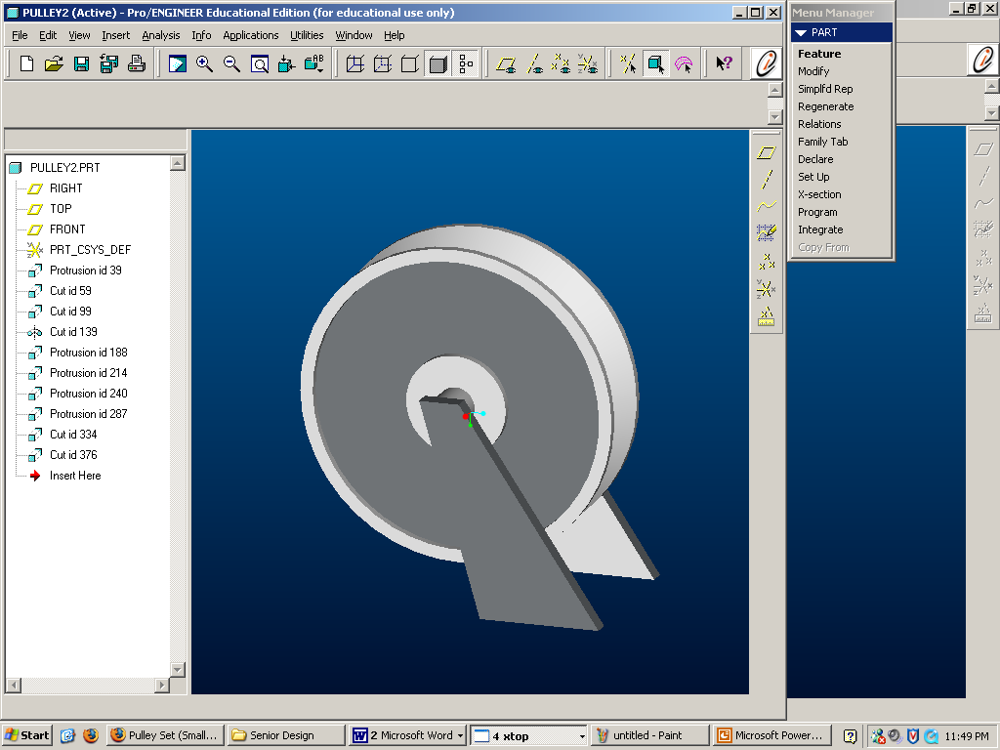 PULLEY2 (Active) - Pro/ENGINEER Educational Edition (for educational use only)
File Edit View Insert Analysis Info Applications Utilities Window Help
Menu Manager
PART
Feature
Modify
Simplfd Rep
Regenerate
Relations
Family Tab
Declare
Set Up
X-section
Program
Integrate
Copy From
PULLEY2.PRT
RIGHT
TOP
FRONT
PRT_CSYS_DEF
Protrusion id 39
Cut id 59
Cut id 99
Cut id 139
Protrusion id 188
Protrusion id 214
Protrusion id 240
Protrusion id 287
Cut id 334
Cut id 376
Insert Here
Start Pulley Set (Small... Senior Design 2 Microsoft Word 4 xtop untitled - Paint Microsoft Power... 11:49 PM